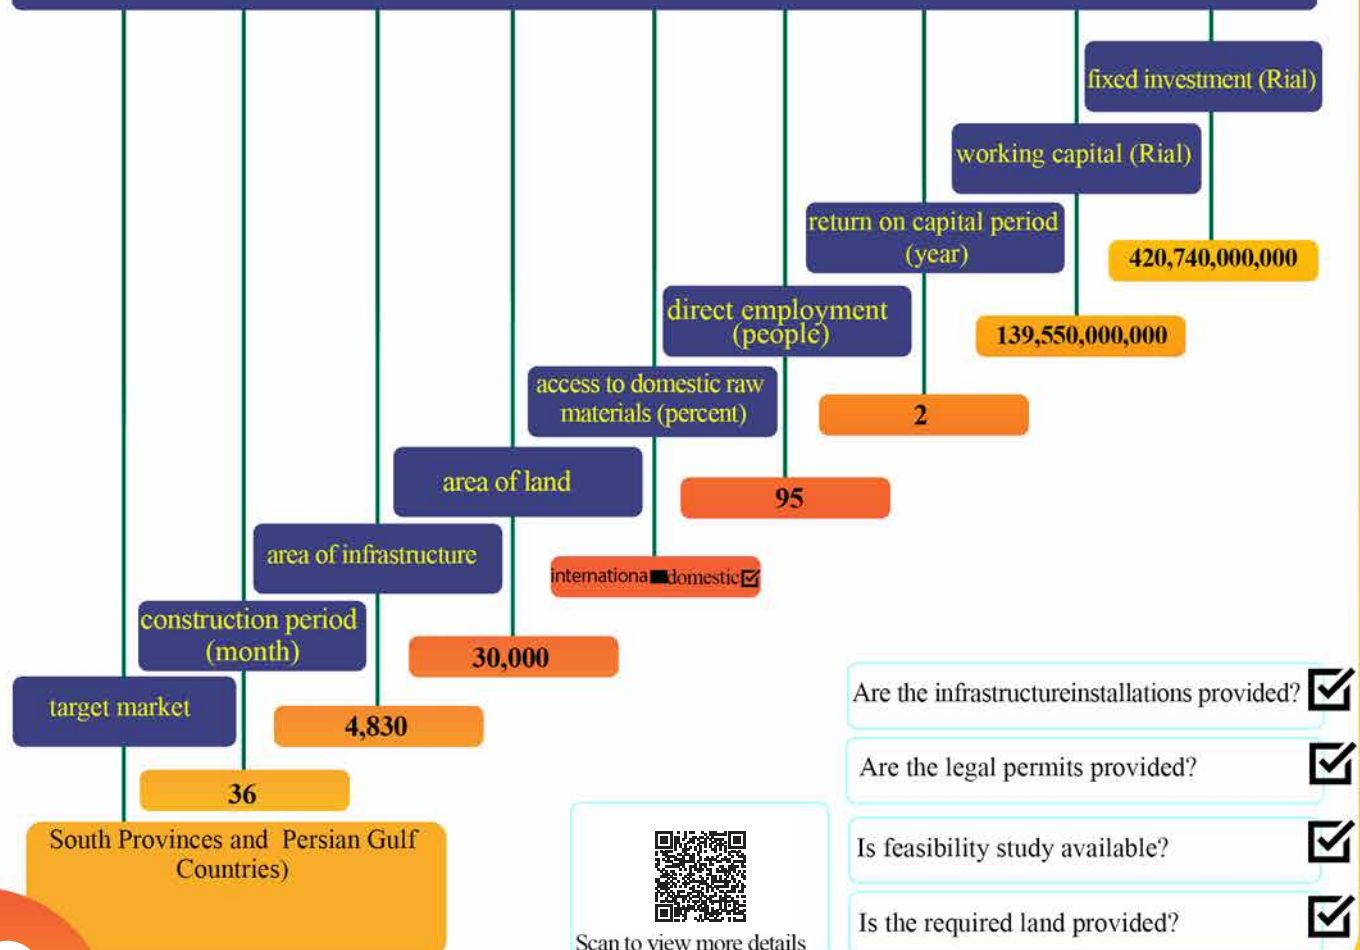 fixed investment (Rial)
working capital (Rial)
return on capital period
(year)
420,740,000,000
direct employment
(people)
139,550,000,000
access to domestic raw
materials (percent)
2
area of land
95
area of infrastructure
internationa domestic
construction period
(month)
30,000
target market
4,830
36
South Provinces and Persian Gulf
Countries)
Are the infrastructureinstallations provided?
Are the legal permits provided?
Is feasibility study available?
Is the required land provided?
Scan to view more details